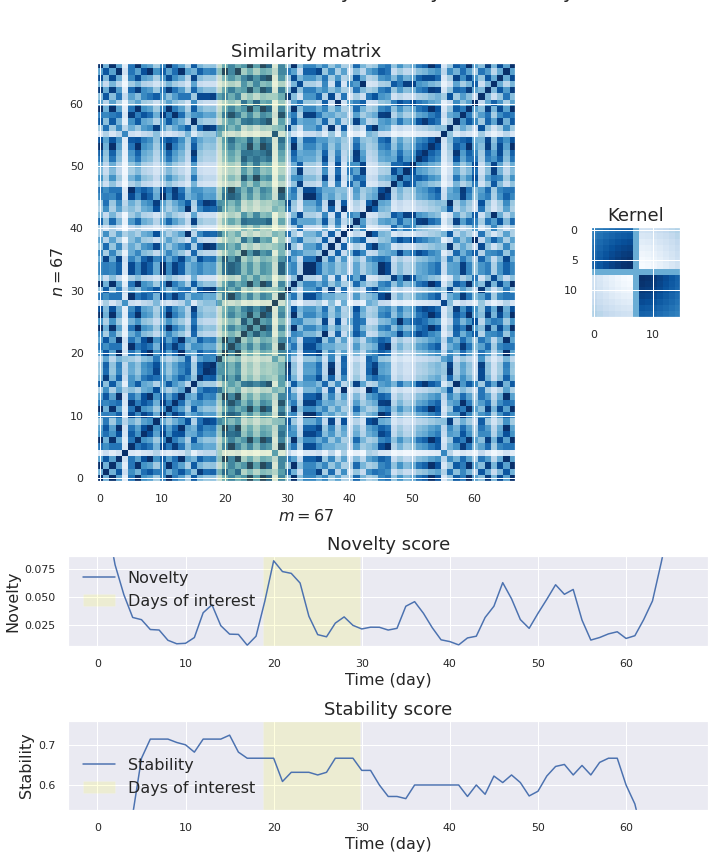 Similarity matrix
60
50
40
30
20
10
0
n = 67
0 10 20 30 40 50 60
m = 67
Kernel
0
5
10
0 10
Novelty score
0.075
0.050
0.025
Novelty
Novelty
Days of interest
0 10 20 30 40 50 60
Time (day)
Stability score
0.7
0.6
Stability
Stability
Days of interest
0 10 20 30 40 50 60
Time (day)